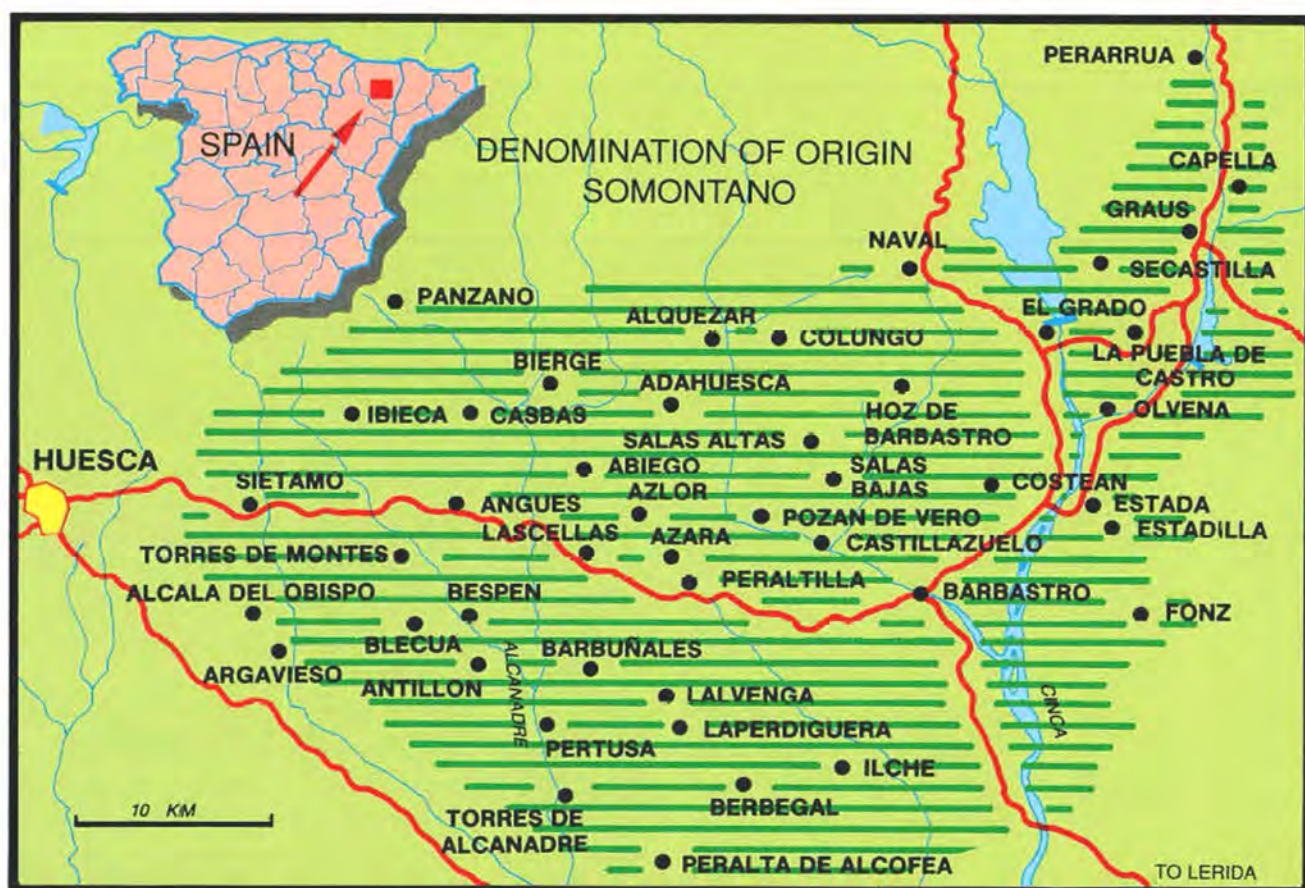 PERARRUA
SPAIN
DENOMINATION OF ORIGIN
SOMONTANO
CAPELLA
GRAUS
NAVAL
SECASTILLA
PANZANO
EL GRADO
ALQUEZAR
COLUNGO
LA PUEBLA DE
CASTRO
BIERGE
ADAHUESCA
OLVENA
IBIECA
CASBAS
HOZ DE
BARBASTRO
SALAS ALTAS
HUESCA
ABIEGO
SALAS
BAJAS
SIETAMO
COSTEAN
ANGUES
AZLOR
ESTADA
POZAN DE VERO
ESTADILLA
LASCELLAS
AZARA
CASTILLAZUELO
TORRES DE MONTES
PERALTILLA
ALCALA DEL OBISPO
BESPEN
BARBASTRO
FONZ
BLECUA
BARBUÑALES
ARGAVIESO
ANTILLON
ALCANADRE
LALVENGA
CINCA
LAPERDIGUERA
PERTUSA
ILCHE
BERBEGAL
10 KM
TORRES DE
ALCANADRE
PERALTA DE ALCOFEA
TO LERIDA